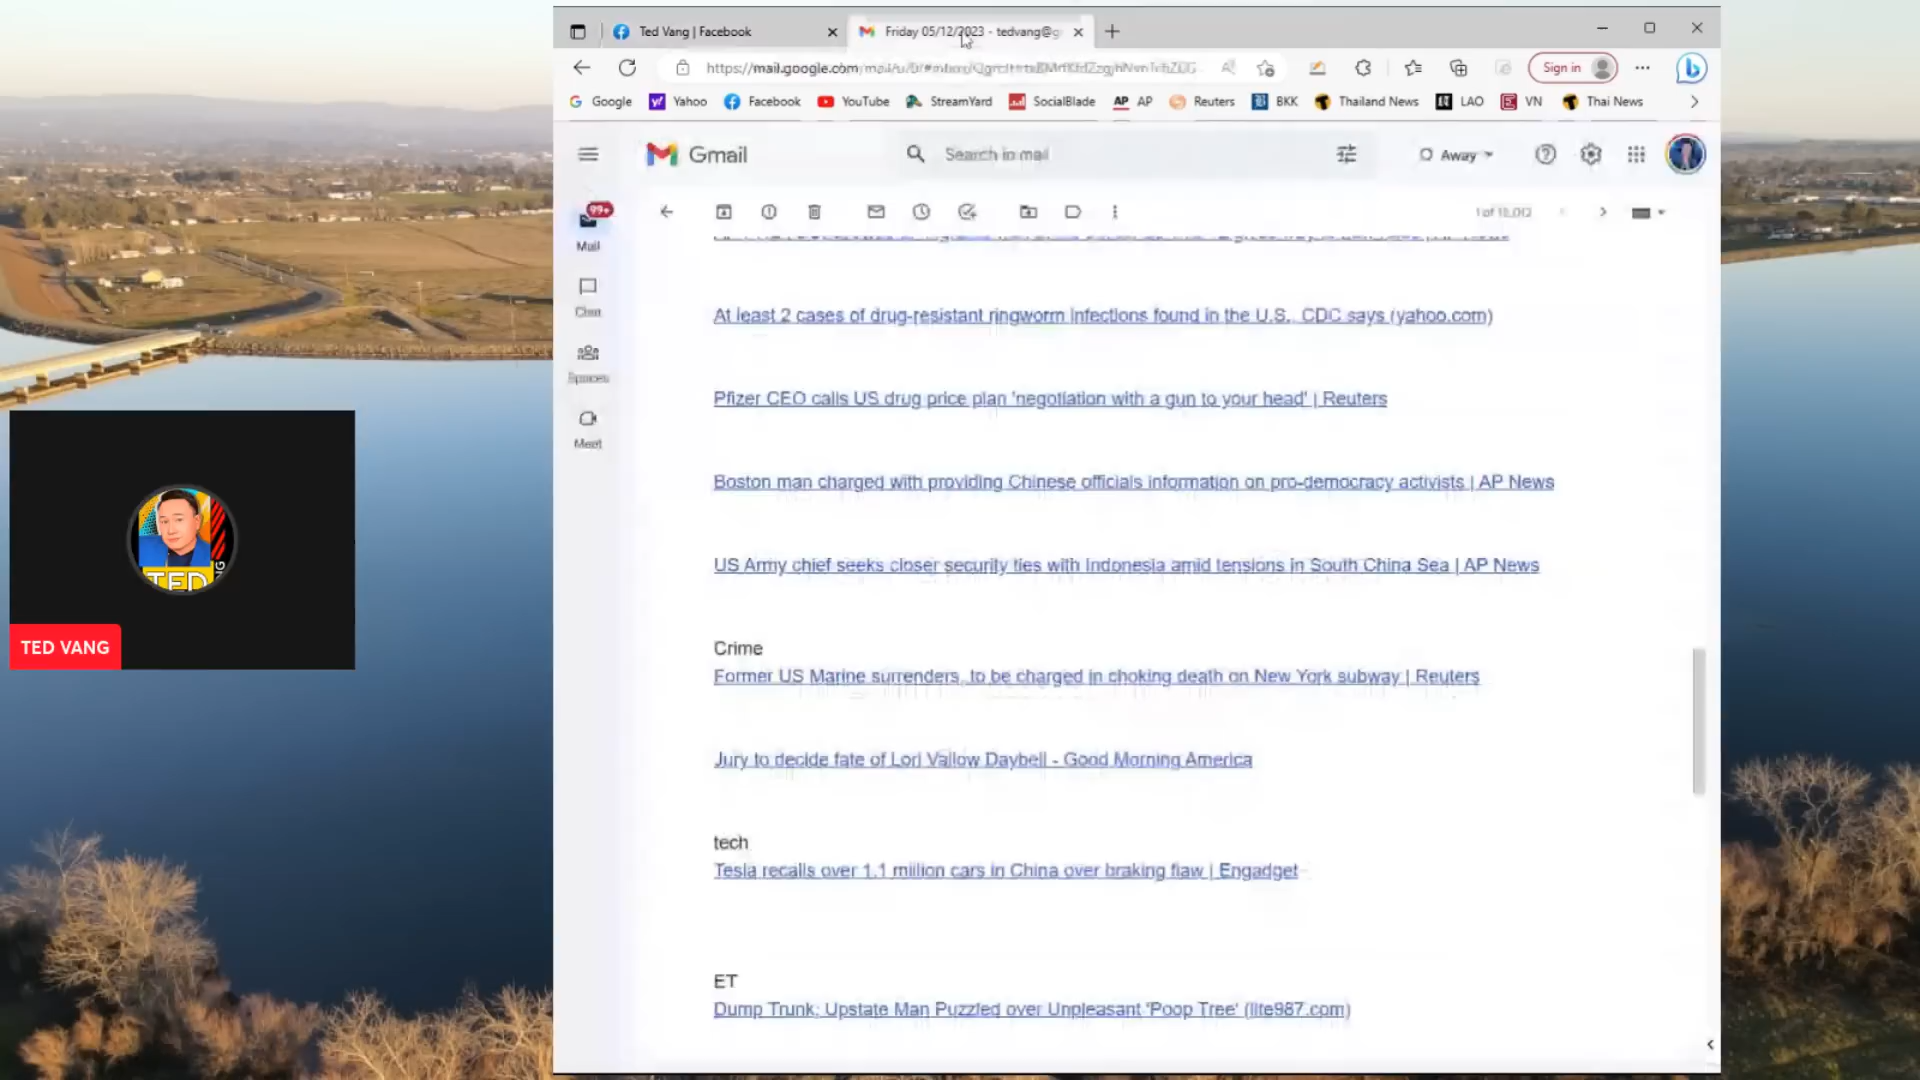 Ted Vang | Facebook
Friday 05/12/2023 - tedvang@g
https://mail.google.com
Sign in
Google
Yahoo
Facebook
YouTube
StreamYard
SocialBlade
AP AP
Reuters
BKK
Thailand News
LAO
VN
Thai News
Gmail
Search in mail
Away
99+
Mail
Chat
Spaces
Meet
At least 2 cases of drug-resistant ringworm infections found in the U.S., CDC says (yahoo.com)
Pfizer CEO calls US drug price plan 'negotiation with a gun to your head' | Reuters
Boston man charged with providing Chinese officials information on pro-democracy activists | AP News
US Army chief seeks closer security ties with Indonesia amid tensions in South China Sea | AP News
Crime
Former US Marine surrenders, to be charged in choking death on New York subway | Reuters
Jury to decide fate of Lori Vallow Daybell - Good Morning America
tech
Tesla recalls over 1.1 million cars in China over braking flaw | Engadget
ET
Dump Trunk: Upstate Man Puzzled over Unpleasant 'Poop Tree' (lite987.com)
TED
TED VANG